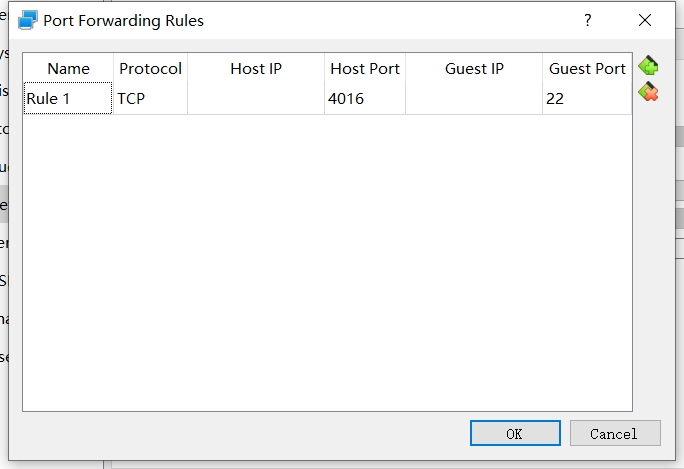 Port Forwarding Rules
?
Name Protocol Host IP Host Port Guest IP Guest Port
Rule 1 TCP 4016 22
OK Cancel